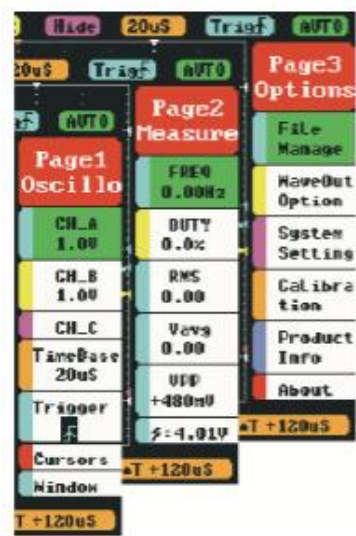 Hide 20uS Trig AUTO
20uS Trig AUTO
AUTO
Page1
Oscillo
CH_A
1.0V
CH_B
1.0V
CH_C
TimeBase
20uS
Trigger
Cursors
Window
T +120uS
Page2
Measure
FREQ
0.00Hz
DUTY
0.0%
RMS
0.00
Vavg
0.00
VPP
+480mV
⚡=4.01V
▲T +120uS
Page3
Options
File
Manage
WaveOut
Option
System
Setting
Calibra
tion
Product
Info
About
▲T +120uS